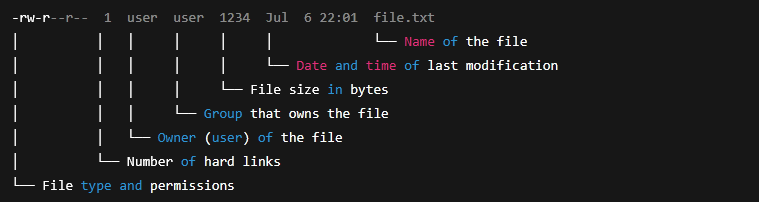 -rw-r--r--  1  user  user  1234  Jul  6 22:01  file.txt
Name of the file
Date and time of last modification
File size in bytes
Group that owns the file
Owner (user) of the file
Number of hard links
File type and permissions